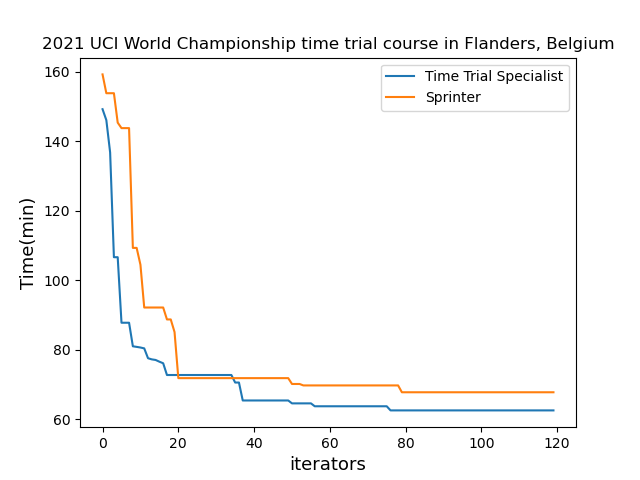 2021 UCI World Championship time trial course in Flanders, Belgium
Time Trial Specialist
Sprinter
Time(min)
160
140
120
100
80
60
0 20 40 60 80 100 120
iterators